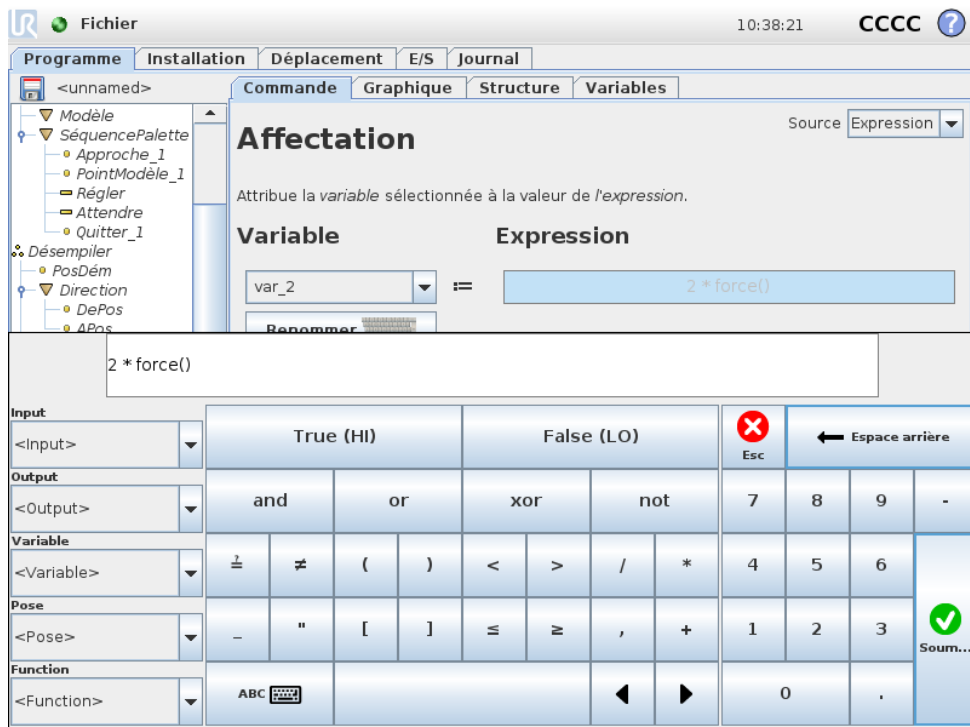 UR Fichier 10:38:21 CCCC ?
Programme Installation Déplacement E/S Journal
<unnamed>
Commande Graphique Structure Variables
Modèle
SéquencePalette
Approche_1
PointModèle_1
Régler
Attendre
Quitter_1
Désempiler
PosDém
Direction
DePos
APos
Source Expression
Affectation
Attribue la variable sélectionnée à la valeur de l'expression.
Variable Expression
var_2 := 2 * force()
Renommer
2 * force()
Input
<Input>
Output
<Output>
Variable
<Variable>
Pose
<Pose>
Function
<Function>
True (HI) False (LO) Esc Espace arrière
and or xor not 7 8 9 -
≟ ≠ ( ) < > / * 4 5 6
_ " [ ] ≤ ≥ , + 1 2 3 Soum...
ABC 0 .